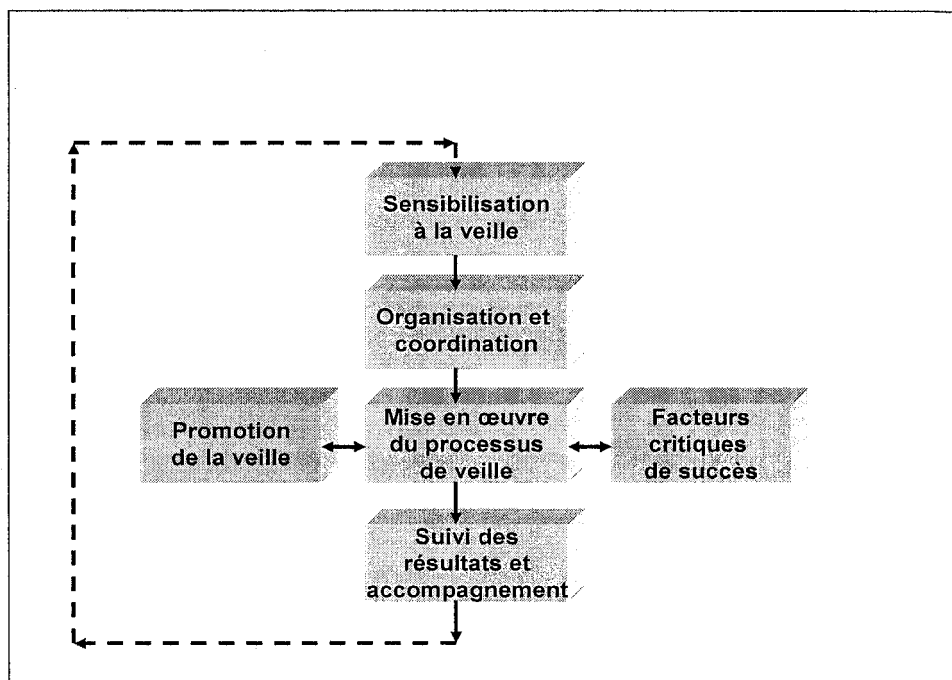 Sensibilisation
à la veille
Organisation et
coordination
Promotion
de la veille
Mise en œuvre
du processus
de veille
Facteurs
critiques
de succès
Suivi des
résultats et
accompagnement